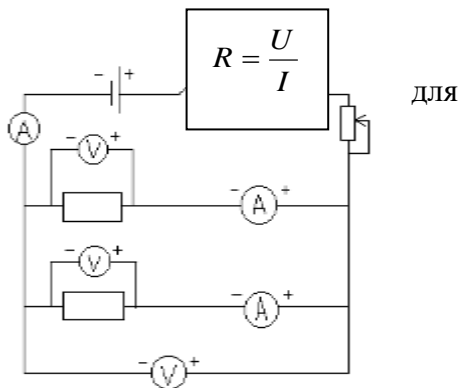 - +
R = U/I
для
A
- V +
- A +
- V +
- A +
- V +